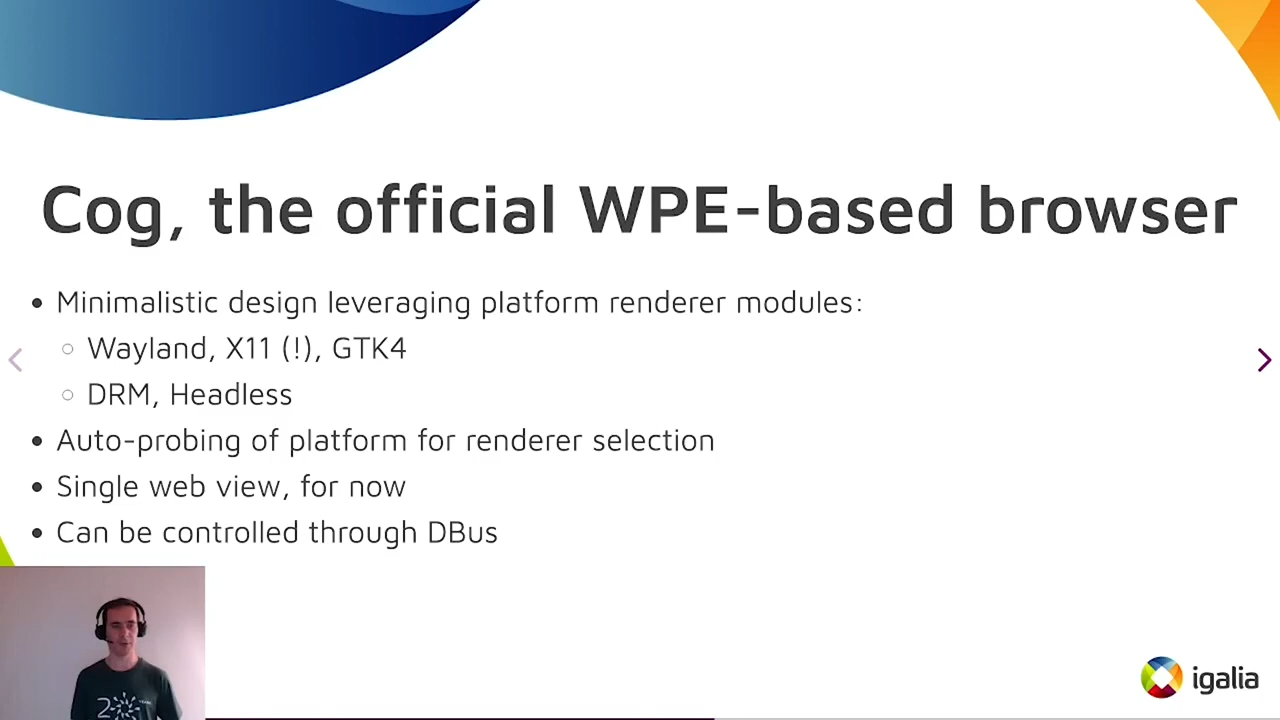 Cog, the official WPE-based browser
Minimalistic design leveraging platform renderer modules:
Wayland, X11 (!), GTK4
DRM, Headless
Auto-probing of platform for renderer selection
Single web view, for now
Can be controlled through DBus
igalia